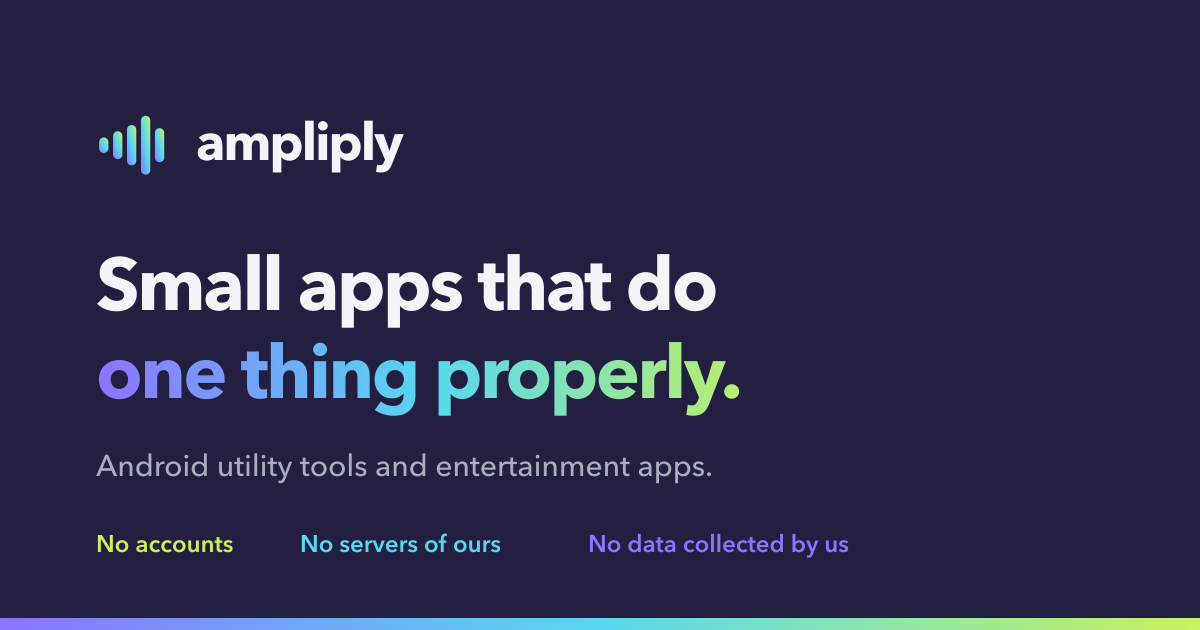 ampliply
Small apps that do
one thing properly.
Android utility tools and entertainment apps.
No accounts No servers of ours No data collected by us